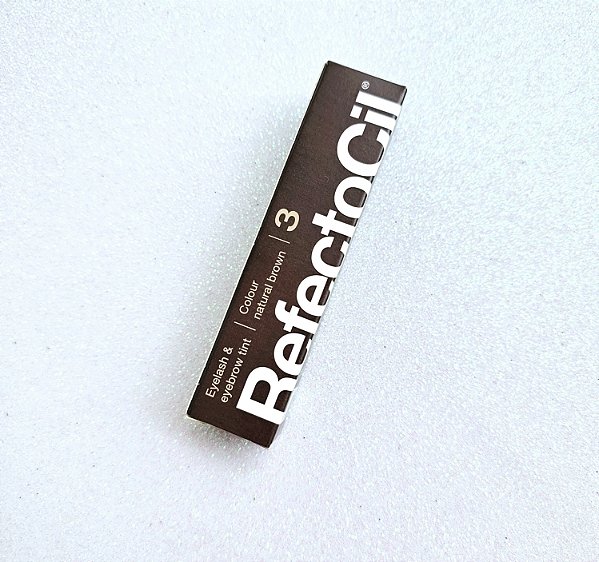 RefectoCil®
Eyelash &
eyebrow tint
Colour
natural brown
3